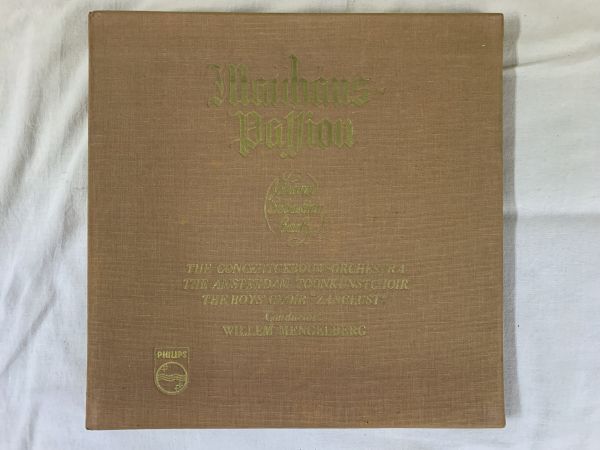 Matthäus-
Passion
Johann
Sebastian
Bach
THE CONCERTGEBOUW ORCHESTRA
THE AMSTERDAM TOONKUNSTCHOIR
THE BOYS' CHOIR "ZANGLUST"
Conductor:
WILLEM MENGELBERG
PHILIPS